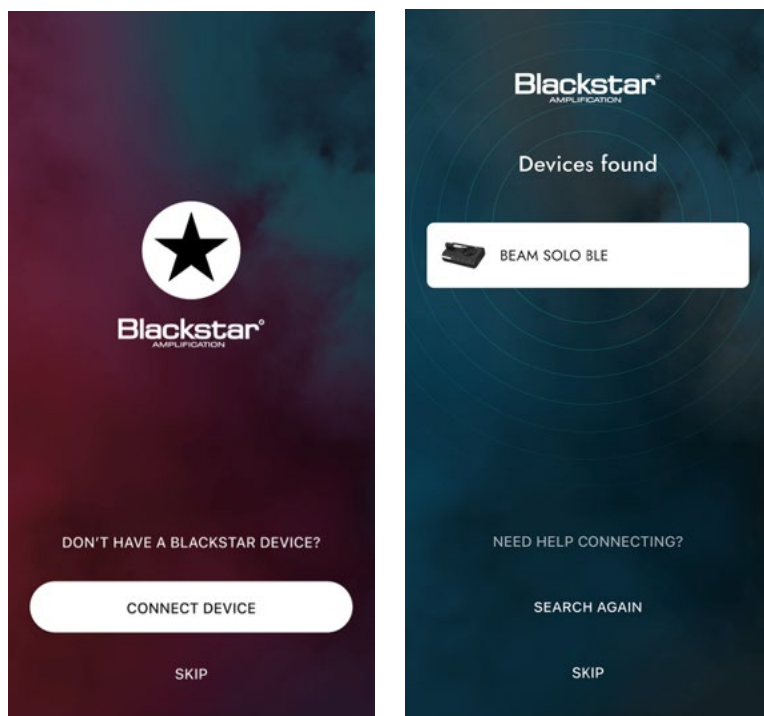 Blackstar®
AMPLIFICATION
DON'T HAVE A BLACKSTAR DEVICE?
CONNECT DEVICE
SKIP
Blackstar®
AMPLIFICATION
Devices found
BEAM SOLO BLE
NEED HELP CONNECTING?
SEARCH AGAIN
SKIP